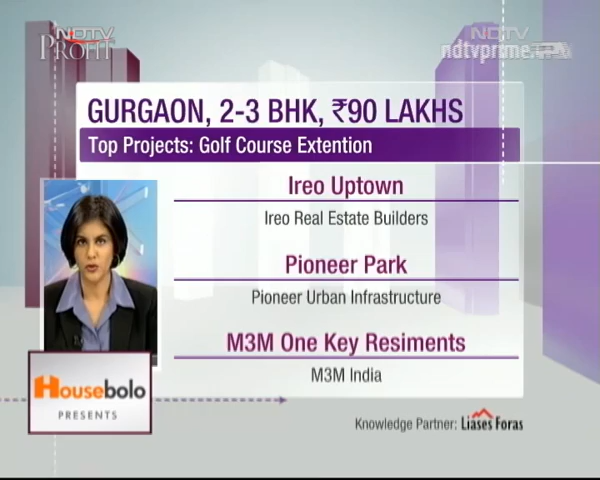 NDTV
PROFIT
NDTV
ndtvprime
GURGAON, 2-3 BHK, ₹90 LAKHS
Top Projects: Golf Course Extention
Ireo Uptown
Ireo Real Estate Builders
Pioneer Park
Pioneer Urban Infrastructure
M3M One Key Resiments
M3M India
Housebolo
PRESENTS
Knowledge Partner: Liases Foras